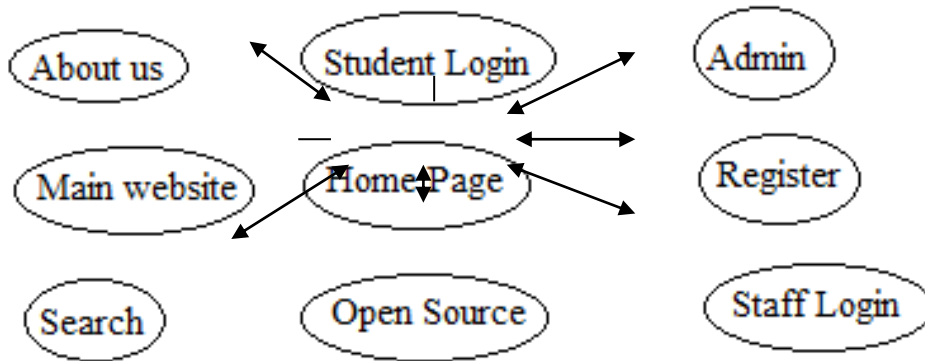 About us
Student Login
Admin
Main website
Home Page
Register
Search
Open Source
Staff Login